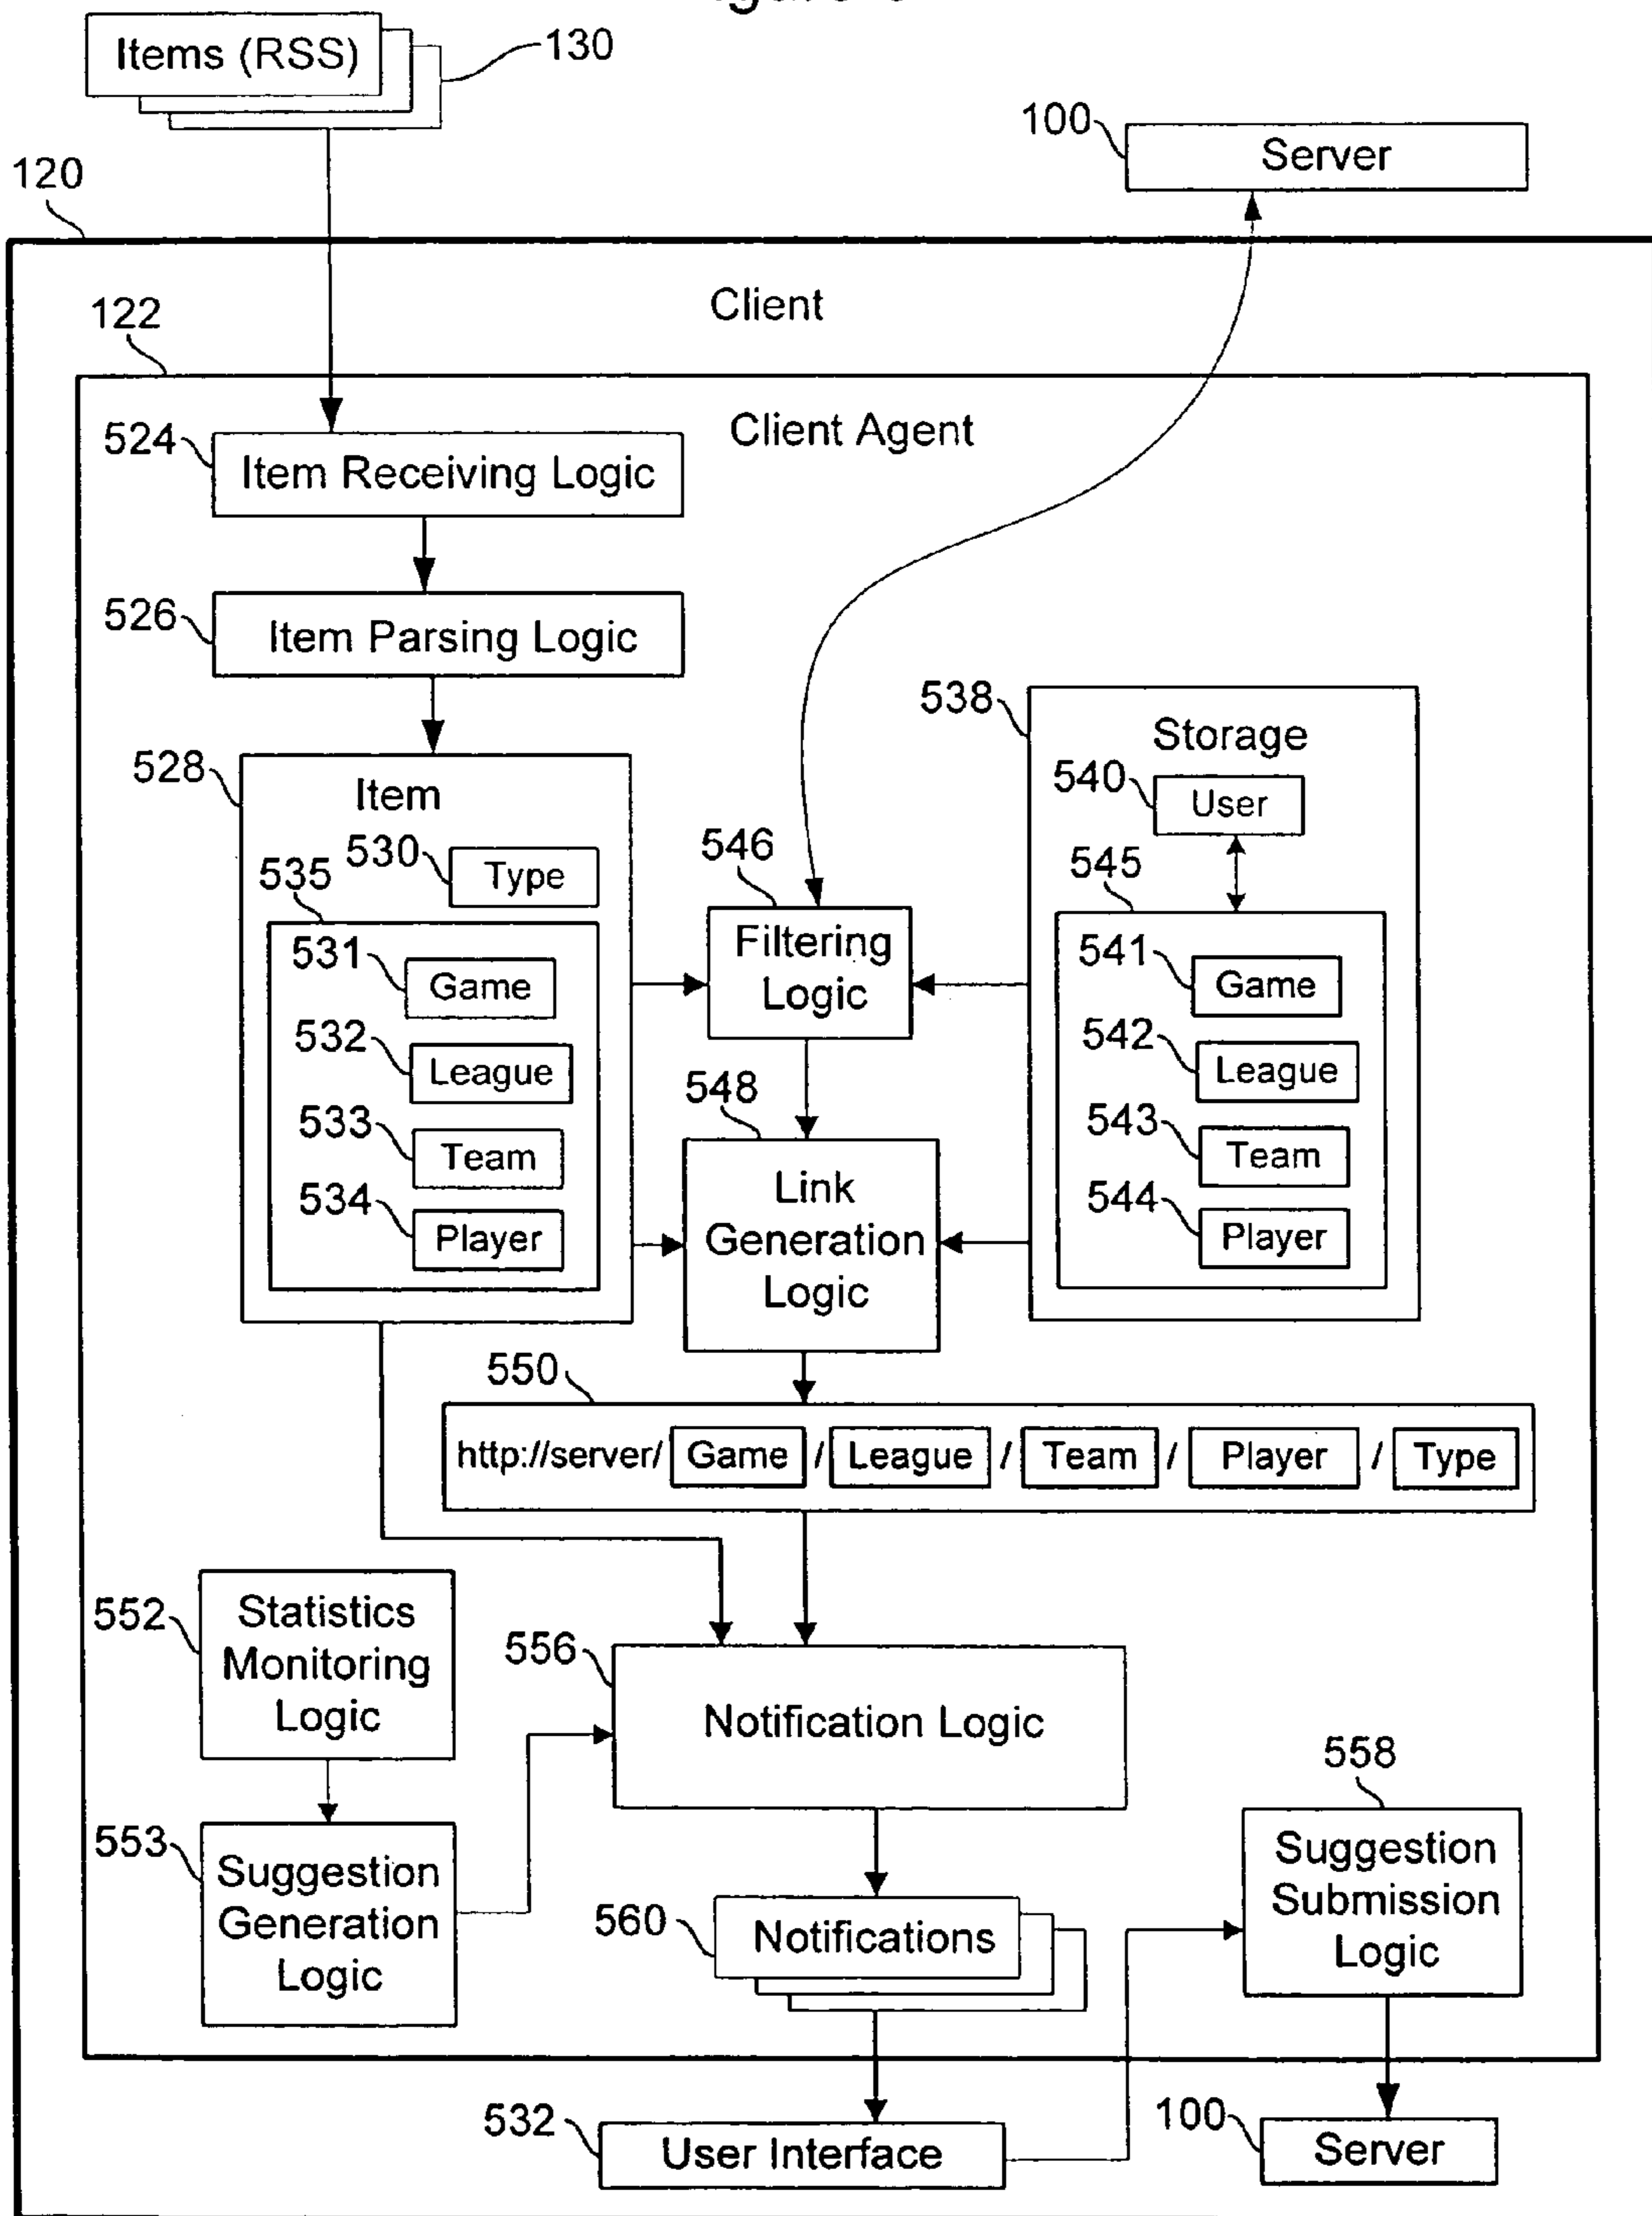 Items (RSS)
130
100
Server
120
Client
122
Client Agent
524
Item Receiving Logic
526
Item Parsing Logic
538
Storage
528
Item
540
User
530
Type
546
545
535
Filtering
Logic
531
Game
541
Game
532
League
542
League
548
533
Team
543
Team
Link
Generation
Logic
534
Player
544
Player
550
http://server/ Game / League / Team / Player / Type
552
Statistics
Monitoring
Logic
556
Notification Logic
558
553
Suggestion
Generation
Logic
Suggestion
Submission
Logic
560
Notifications
532
User Interface
100
Server